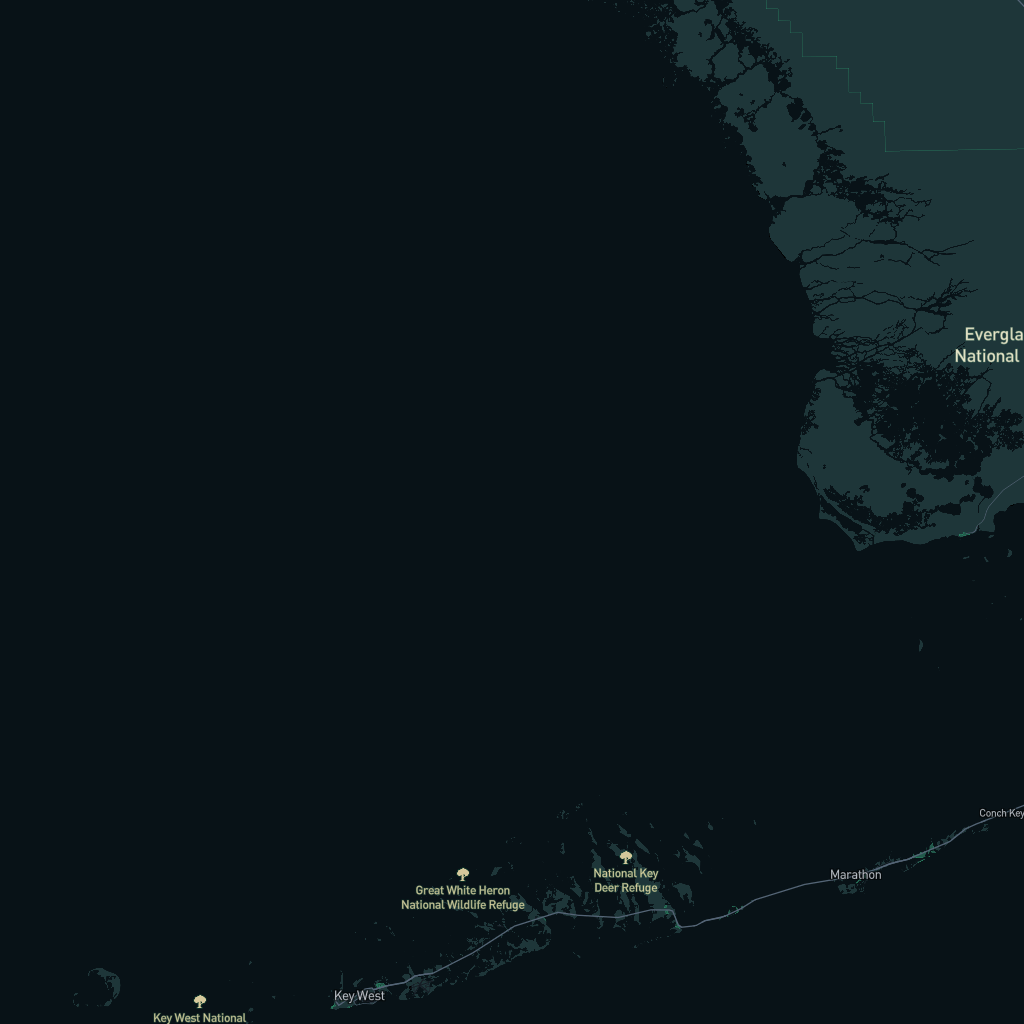 Evergla
National
Conch Key
National Key
Deer Refuge
Marathon
Great White Heron
National Wildlife Refuge
Key West
Key West National